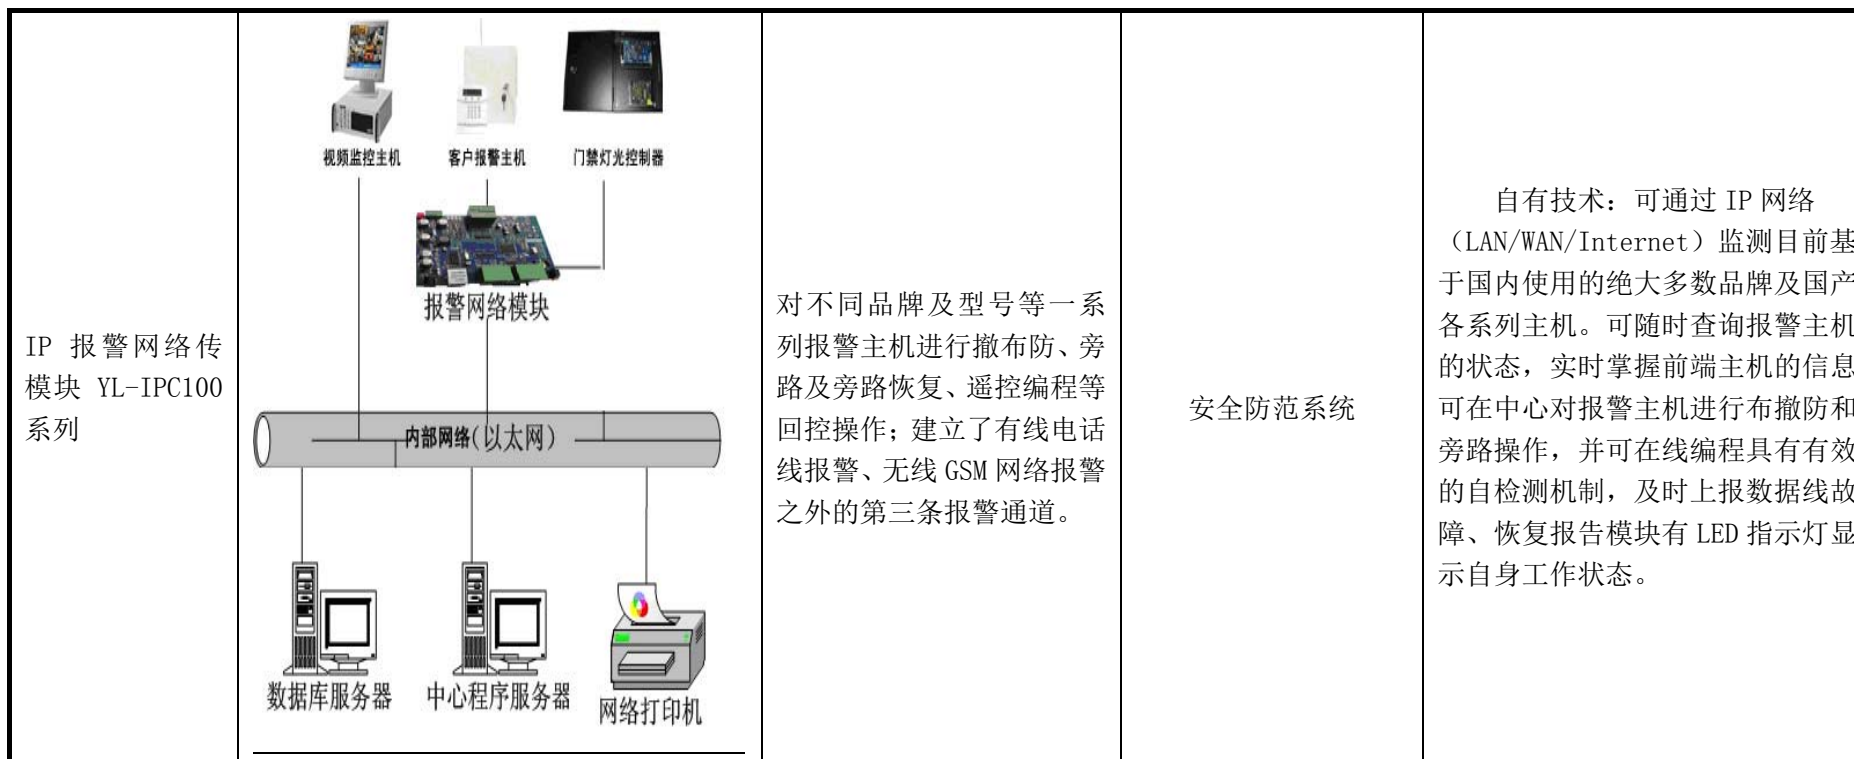 IP 报警网络传
模块 YL-IPC100
系列
视频监控主机
客户报警主机
门禁灯光控制器
报警网络模块
内部网络(以太网)
数据库服务器
中心程序服务器
网络打印机
对不同品牌及型号等一系
列报警主机进行撤布防、旁
路及旁路恢复、遥控编程等
回控操作；建立了有线电话
线报警、无线 GSM 网络报警
之外的第三条报警通道。
安全防范系统
自有技术：可通过 IP 网络
（LAN/WAN/Internet）监测目前基
于国内使用的绝大多数品牌及国产
各系列主机。可随时查询报警主机
的状态，实时掌握前端主机的信息
可在中心对报警主机进行布撤防和
旁路操作，并可在线编程具有有效
的自检测机制，及时上报数据线故
障、恢复报告模块有 LED 指示灯显
示自身工作状态。